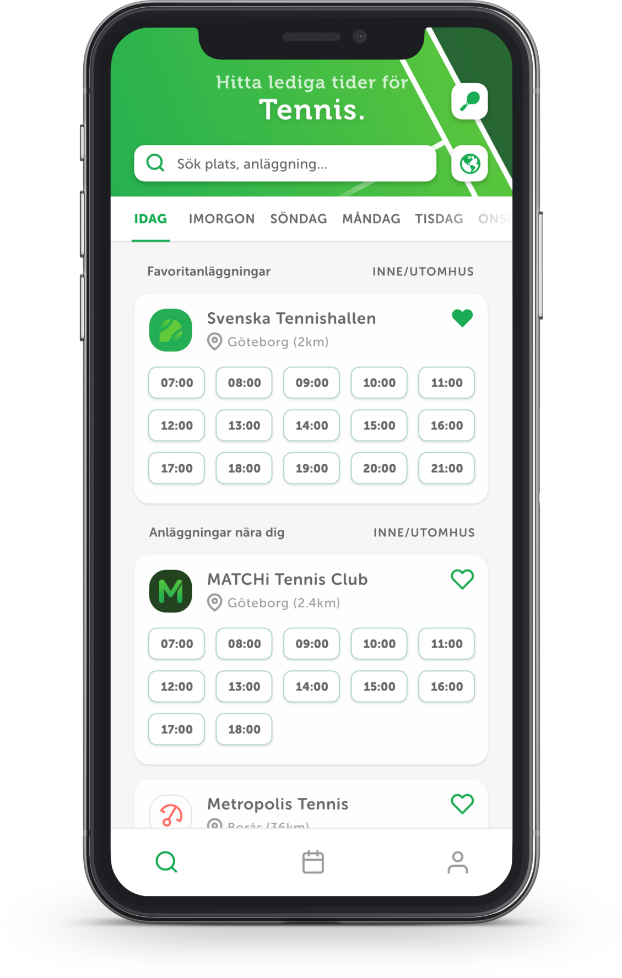 Hitta lediga tider för
Tennis.
Sök plats, anläggning...
IDAG IMORGON SÖNDAG MÅNDAG TISDAG ONS
Favoritanläggningar INNE/UTOMHUS
Svenska Tennishallen
Göteborg (2km)
07:00 08:00 09:00 10:00 11:00
12:00 13:00 14:00 15:00 16:00
17:00 18:00 19:00 20:00 21:00
Anläggningar nära dig INNE/UTOMHUS
M MATCHi Tennis Club
Göteborg (2.4km)
07:00 08:00 09:00 10:00 11:00
12:00 13:00 14:00 15:00 16:00
17:00 18:00
Metropolis Tennis
Borås (36km)